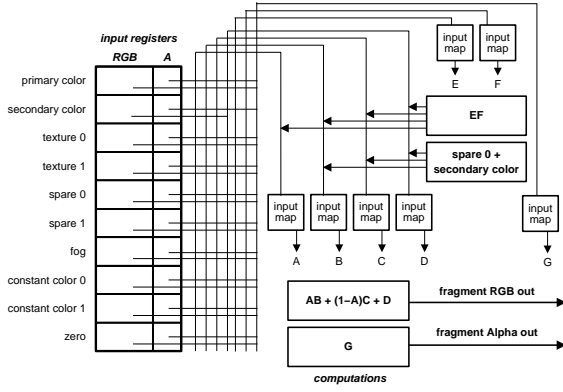 input registers
RGB A
primary color
secondary color
texture 0
texture 1
spare 0
spare 1
fog
constant color 0
constant color 1
zero
input
map
input
map
E
F
EF
spare 0 +
secondary color
input
map
input
map
input
map
input
map
input
map
A
B
C
D
G
AB + (1–A)C + D
fragment RGB out
G
fragment Alpha out
computations